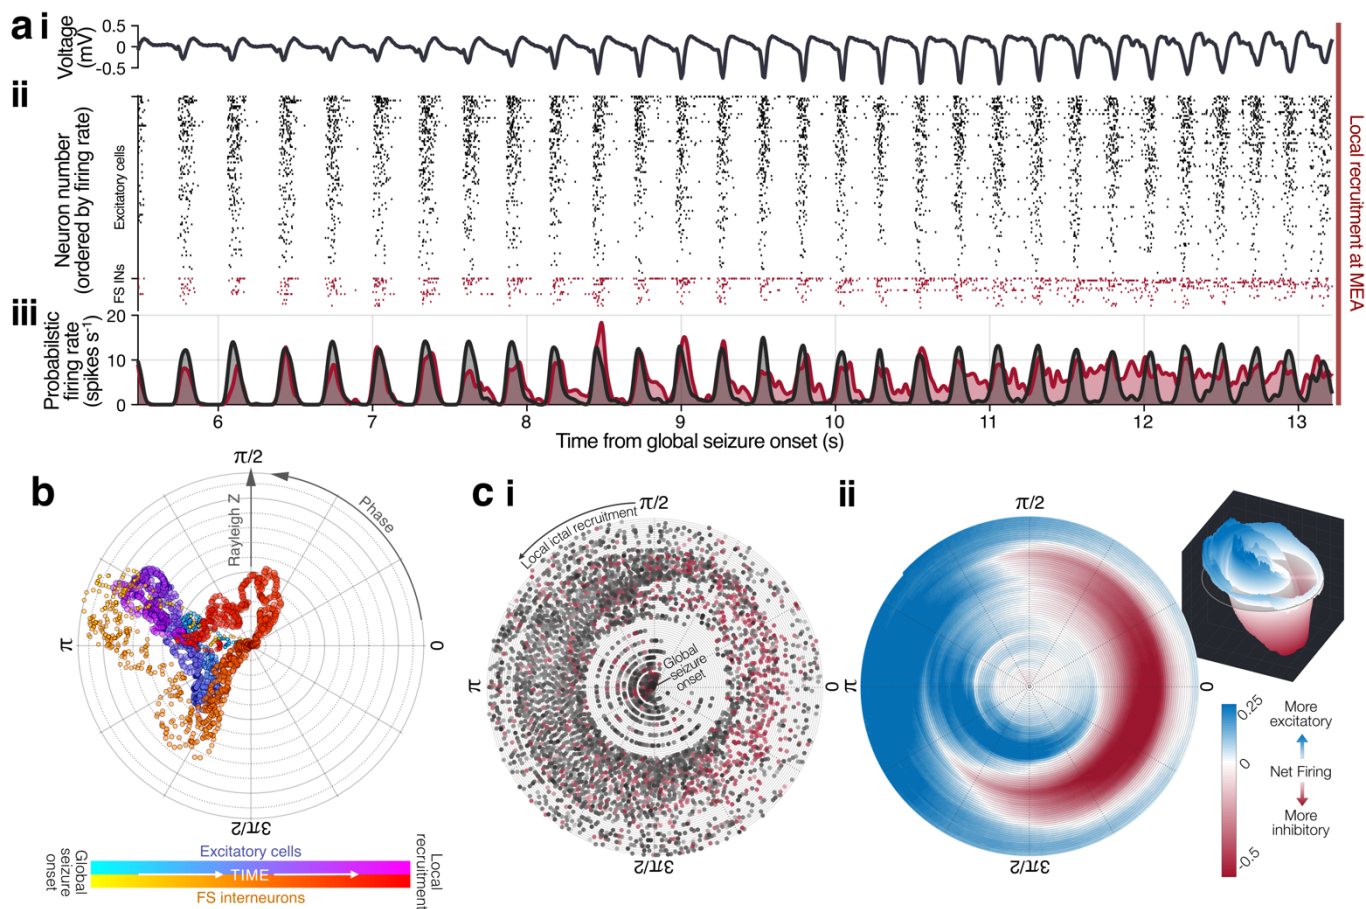 a i
Voltage
(mV)
0.5
0
-0.5
ii
Neuron number
(ordered by firing rate)
Excitatory cells
FS INs
Local recruitment at MEA
iii
Probabilstic
firing rate
(spikes s-1)
20
10
0
6 7 8 9 10 11 12 13
Time from global seizure onset (s)
b
π/2
Phase
Rayleigh Z
π
0
3π/2
Excitatory cells
Global
seizure
onset
TIME
Local
recruitment
FS interneurons
c i
π/2
Local ictal recruitment
Global
seizure
onset
π
0
3π/2
ii
π/2
π
0
3π/2
0.25
0
-0.5
More
excitatory
Net Firing
More
inhibitory